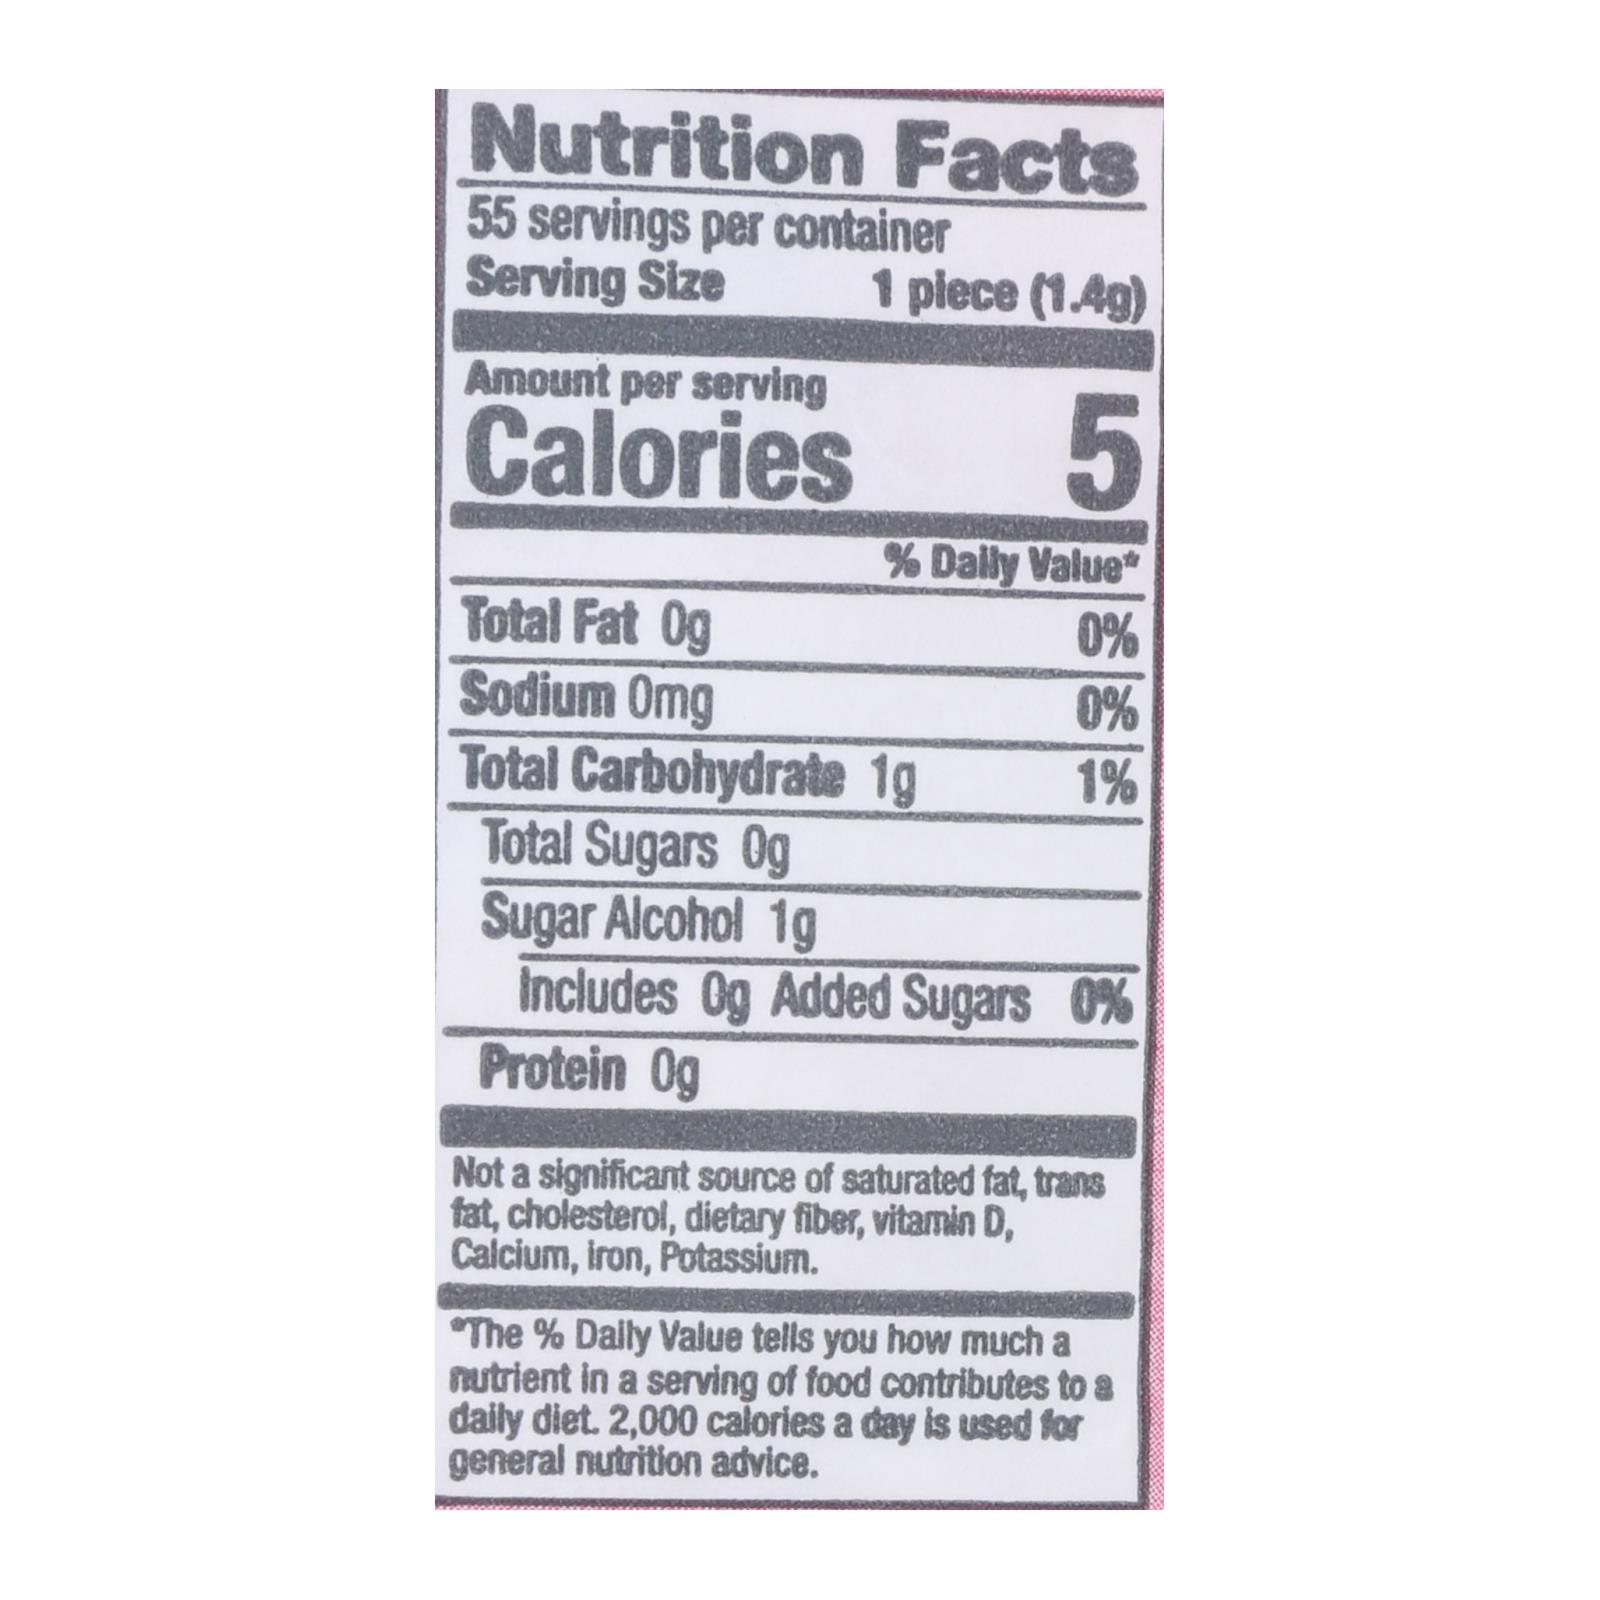 Nutrition Facts
55 servings per container
Serving Size 1 piece (1.4g)
Amount per serving
Calories 5
% Daily Value*
Total Fat 0g 0%
Sodium 0mg 0%
Total Carbohydrate 1g 1%
Total Sugars 0g
Sugar Alcohol 1g
Includes 0g Added Sugars 0%
Protein 0g
Not a significant source of saturated fat, trans
fat, cholesterol, dietary fiber, vitamin D,
Calcium, iron, Potassium.
*The % Daily Value tells you how much a
nutrient in a serving of food contributes to a
daily diet. 2,000 calories a day is used for
general nutrition advice.